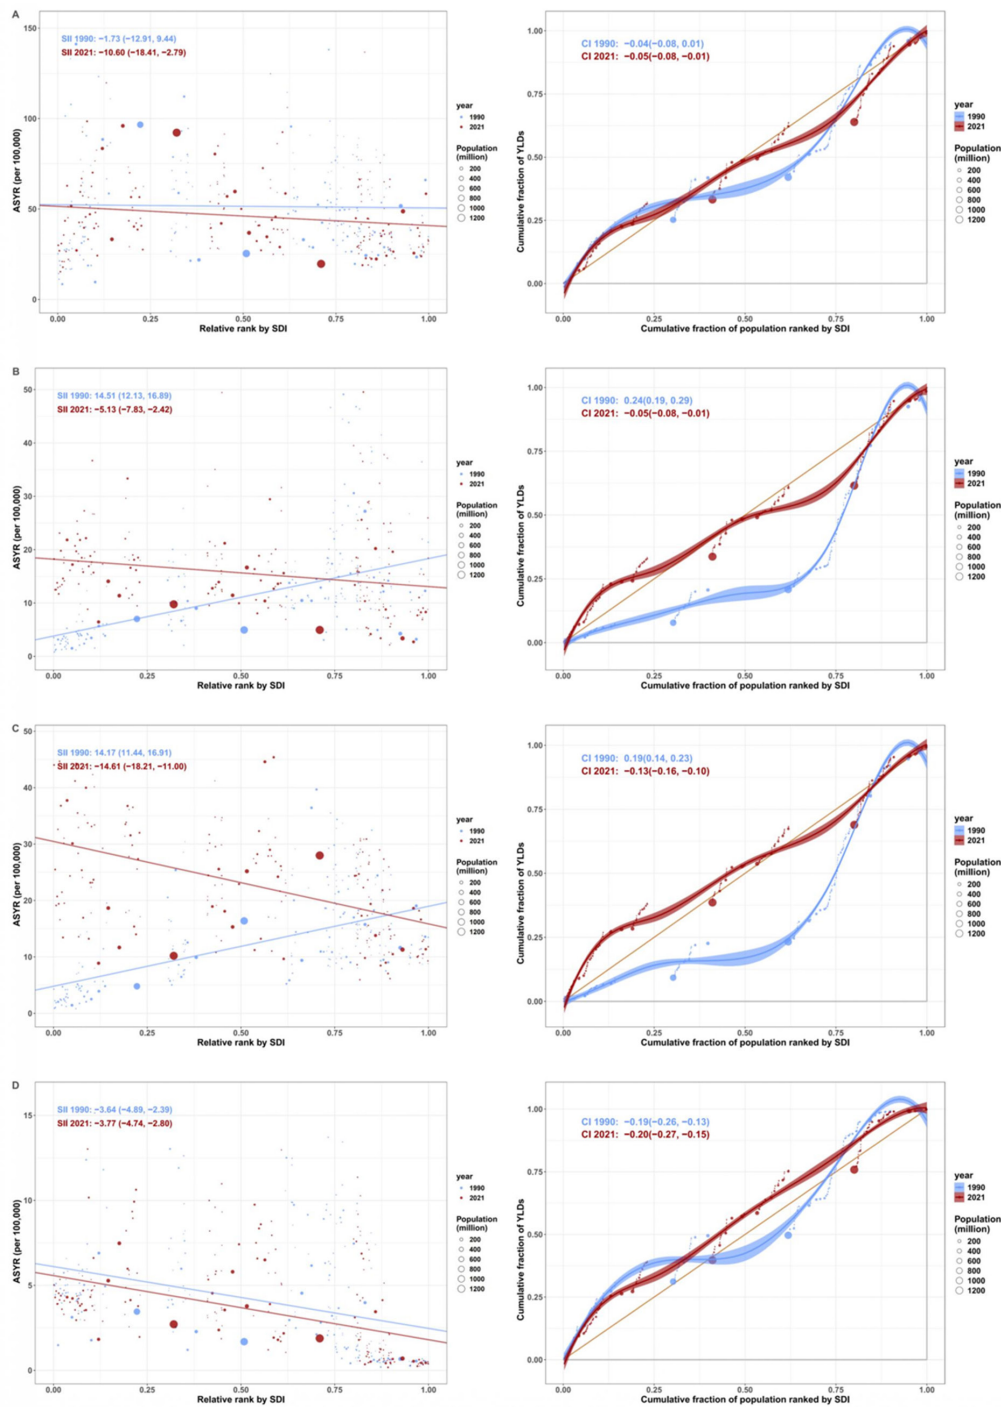 A
SII 1990: −1.73 (−12.91, 9.44)
SII 2021: −10.60 (−18.41, −2.79)
150
100
50
0
ASYR (per 100,000)
0.00 0.25 0.50 0.75 1.00
Relative rank by SDI
year
1990
2021
Population
(million)
200
400
600
800
1000
1200
CI 1990: −0.04(−0.08, 0.01)
CI 2021: −0.05(−0.08, −0.01)
1.00
0.75
0.50
0.25
0.00
Cumulative fraction of YLDs
0.00 0.25 0.50 0.75 1.00
Cumulative fraction of population ranked by SDI
year
1990
2021
Population
(million)
200
400
600
800
1000
1200
B
SII 1990: 14.51 (12.13, 16.89)
SII 2021: −5.13 (−7.83, −2.42)
50
40
30
20
10
0
ASYR (per 100,000)
0.00 0.25 0.50 0.75 1.00
Relative rank by SDI
year
1990
2021
Population
(million)
200
400
600
800
1000
1200
CI 1990: 0.24(0.19, 0.29)
CI 2021: −0.05(−0.08, −0.01)
1.00
0.75
0.50
0.25
0.00
Cumulative fraction of YLDs
0.00 0.25 0.50 0.75 1.00
Cumulative fraction of population ranked by SDI
year
1990
2021
Population
(million)
200
400
600
800
1000
1200
C
SII 1990: 14.17 (11.44, 16.91)
SII 2021: −14.61 (−18.21, −11.00)
50
40
30
20
10
0
ASYR (per 100,000)
0.00 0.25 0.50 0.75 1.00
Relative rank by SDI
year
1990
2021
Population
(million)
200
400
600
800
1000
1200
CI 1990: 0.19(0.14, 0.23)
CI 2021: −0.13(−0.16, −0.10)
1.00
0.75
0.50
0.25
0.00
Cumulative fraction of YLDs
0.00 0.25 0.50 0.75 1.00
Cumulative fraction of population ranked by SDI
year
1990
2021
Population
(million)
200
400
600
800
1000
1200
D
SII 1990: −3.64 (−4.89, −2.39)
SII 2021: −3.77 (−4.74, −2.80)
15
10
5
0
ASYR (per 100,000)
0.00 0.25 0.50 0.75 1.00
Relative rank by SDI
year
1990
2021
Population
(million)
200
400
600
800
1000
1200
CI 1990: −0.19(−0.26, −0.13)
CI 2021: −0.20(−0.27, −0.15)
1.00
0.75
0.50
0.25
0.00
Cumulative fraction of YLDs
0.00 0.25 0.50 0.75 1.00
Cumulative fraction of population ranked by SDI
year
1990
2021
Population
(million)
200
400
600
800
1000
1200